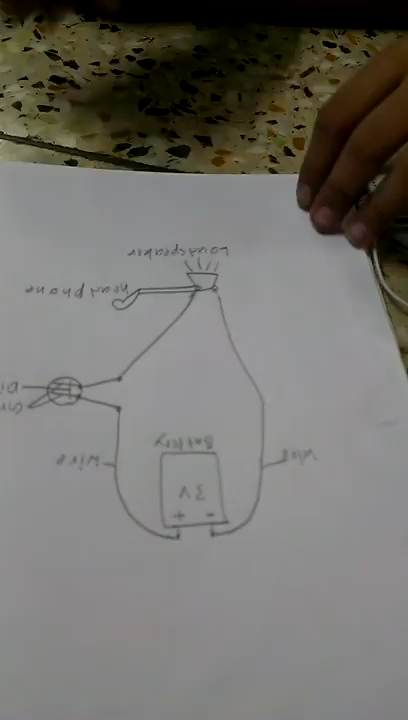 - +
3V
wire
Battery
wire
headphone
Loudspeaker